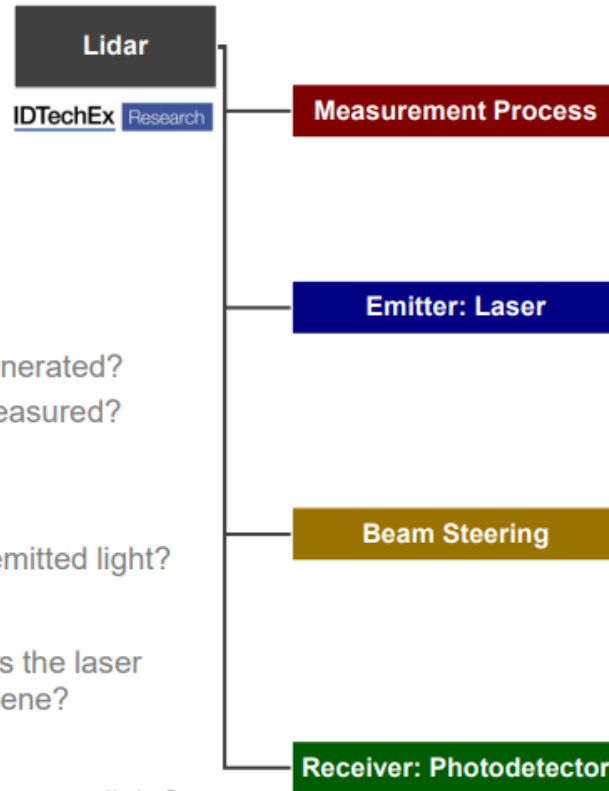 Lidar
IDTechEx Research
Measurement Process
Emitter: Laser
nerated?
easured?
Beam Steering
emitted light?
s the laser
ene?
Receiver: Photodetector